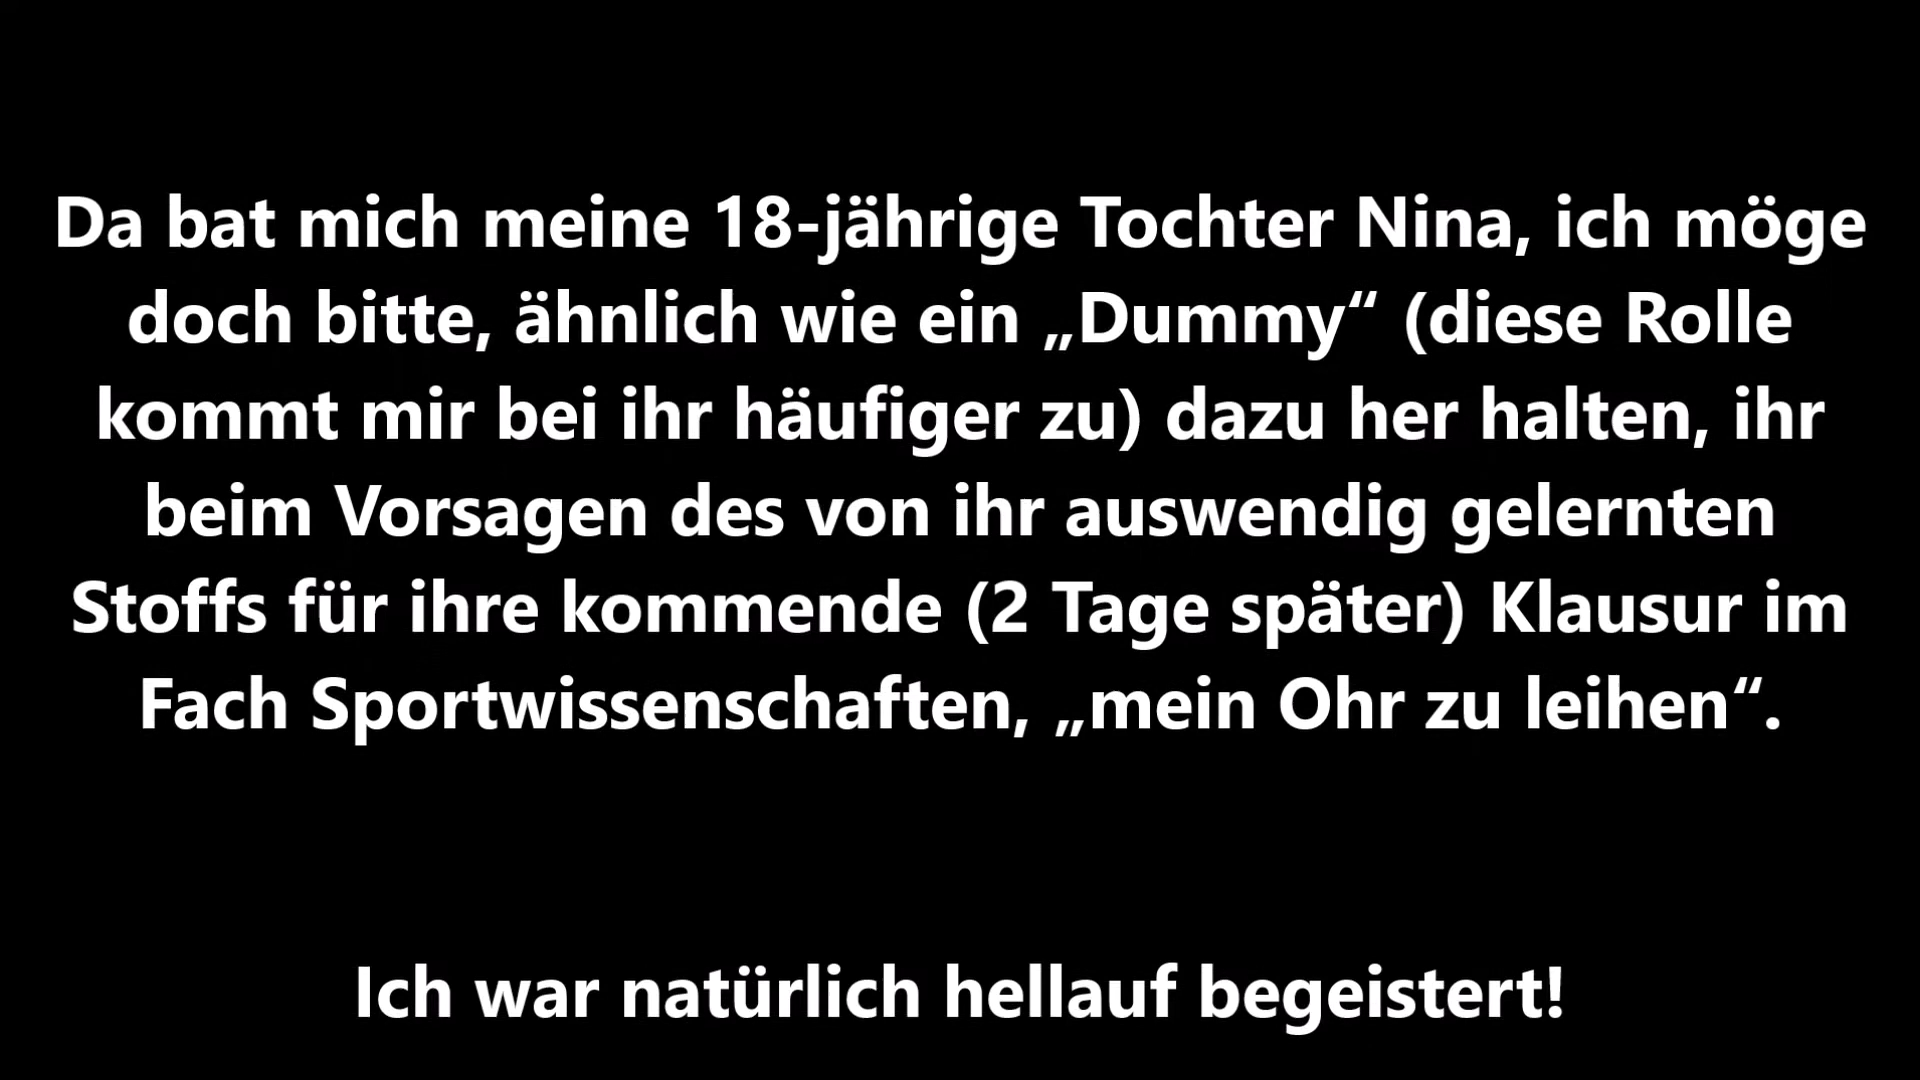 Da bat mich meine 18-jährige Tochter Nina, ich möge
doch bitte, ähnlich wie ein „Dummy“ (diese Rolle
kommt mir bei ihr häufiger zu) dazu her halten, ihr
beim Vorsagen des von ihr auswendig gelernten
Stoffs für ihre kommende (2 Tage später) Klausur im
Fach Sportwissenschaften, „mein Ohr zu leihen“.
Ich war natürlich hellauf begeistert!